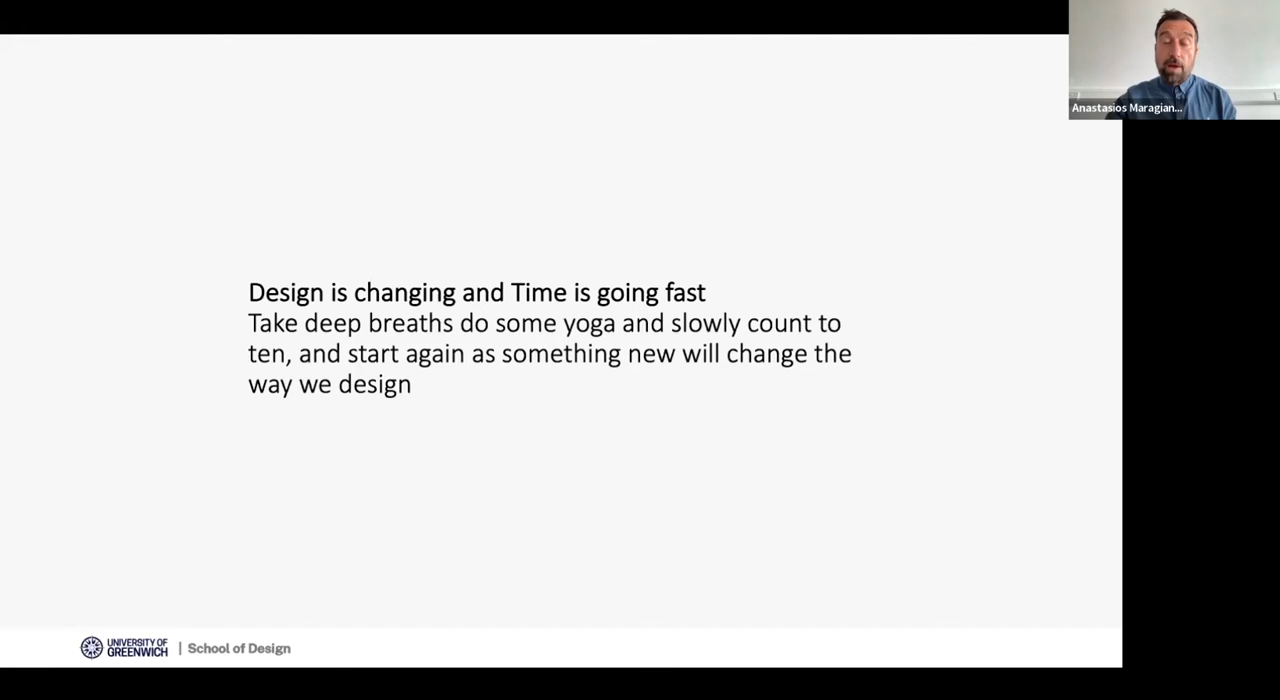 Anastasios Maragian...
Design is changing and Time is going fast
Take deep breaths do some yoga and slowly count to
ten, and start again as something new will change the
way we design
UNIVERSITY OF
GREENWICH | School of Design